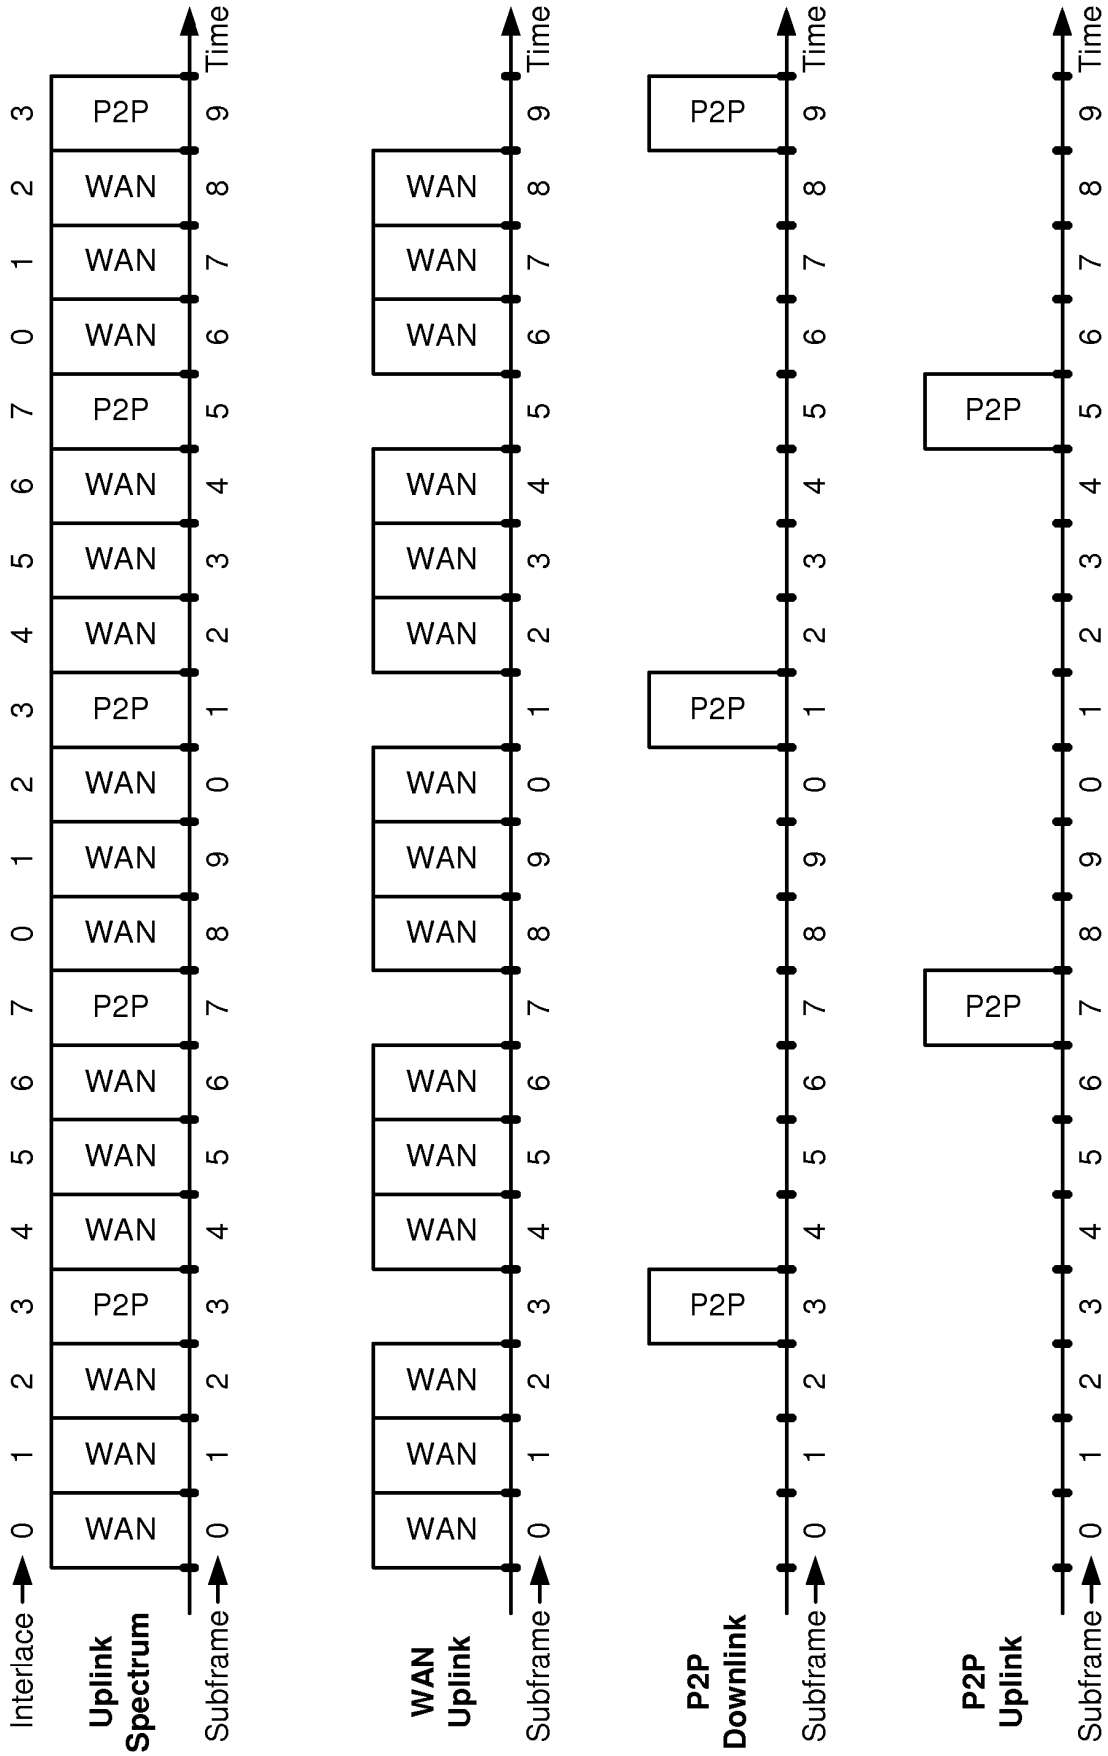 Interlace 0 1 2 3 4 5 6 7 0 1 2 3 4 5 6 7 0 1 2 3
Uplink
Spectrum
WAN WAN WAN P2P WAN WAN WAN P2P WAN WAN WAN P2P WAN WAN WAN P2P WAN WAN WAN P2P
Subframe 0 1 2 3 4 5 6 7 8 9 0 1 2 3 4 5 6 7 8 9 Time
WAN
Uplink
WAN WAN WAN WAN WAN WAN WAN WAN WAN WAN WAN WAN WAN WAN WAN
Subframe 0 1 2 3 4 5 6 7 8 9 0 1 2 3 4 5 6 7 8 9 Time
P2P
Downlink
P2P P2P P2P
Subframe 0 1 2 3 4 5 6 7 8 9 0 1 2 3 4 5 6 7 8 9 Time
P2P
Uplink
P2P P2P
Subframe 0 1 2 3 4 5 6 7 8 9 0 1 2 3 4 5 6 7 8 9 Time